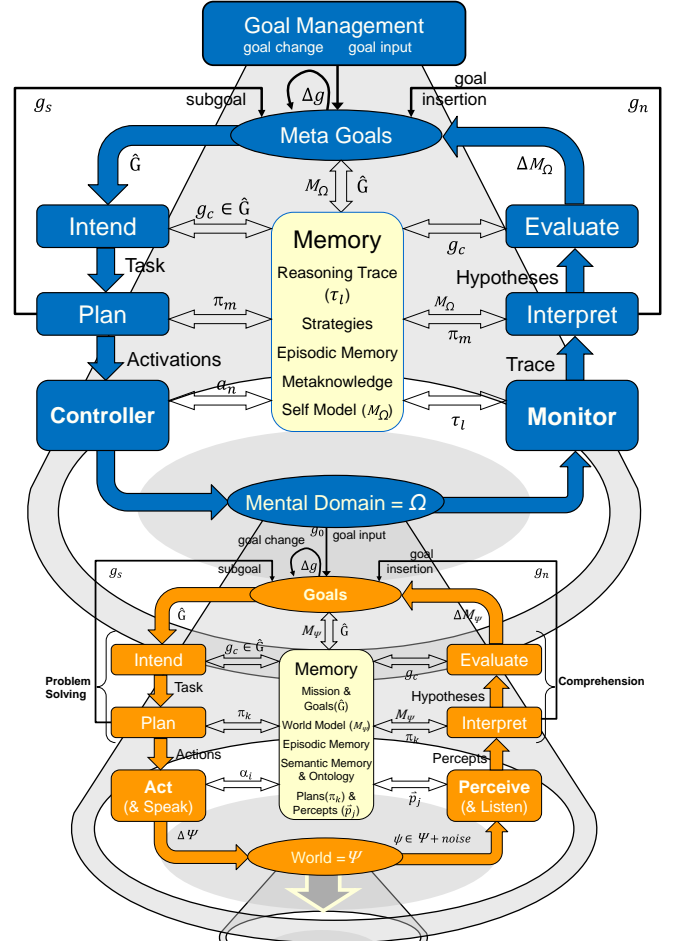 Goal Management
goal change goal input
g_s
subgoal
Δg
goal
insertion
g_n
Meta Goals
Ĝ
M_Ω Ĝ
ΔM_Ω
Intend
g_c ∈ Ĝ
Memory
g_c
Evaluate
Task
Reasoning Trace
(τ_l)
Hypotheses
Plan
π_m
Strategies
M_Ω
π_m
Interpret
Episodic Memory
Activations
Metaknowledge
Trace
Controller
a_n
Self Model (M_Ω)
τ_l
Monitor
Mental Domain = Ω
g_0
goal change goal input
g_s
subgoal
Δg
goal
insertion
g_n
Goals
Ĝ
M_Ψ Ĝ
ΔM_Ψ
Intend
g_c ∈ Ĝ
Memory
g_c
Evaluate
Problem
Solving
Comprehension
Task
Mission &
Goals(Ĝ)
Hypotheses
Plan
π_k
World Model (M_Ψ)
M_Ψ
π_k
Interpret
Episodic Memory
Actions
Semantic Memory
& Ontology
Percepts
Act
(& Speak)
α_i
Plans(π_k) &
Percepts (p⃗_j)
p⃗_j
Perceive
(& Listen)
ΔΨ
World = Ψ
ψ ∈ Ψ + noise